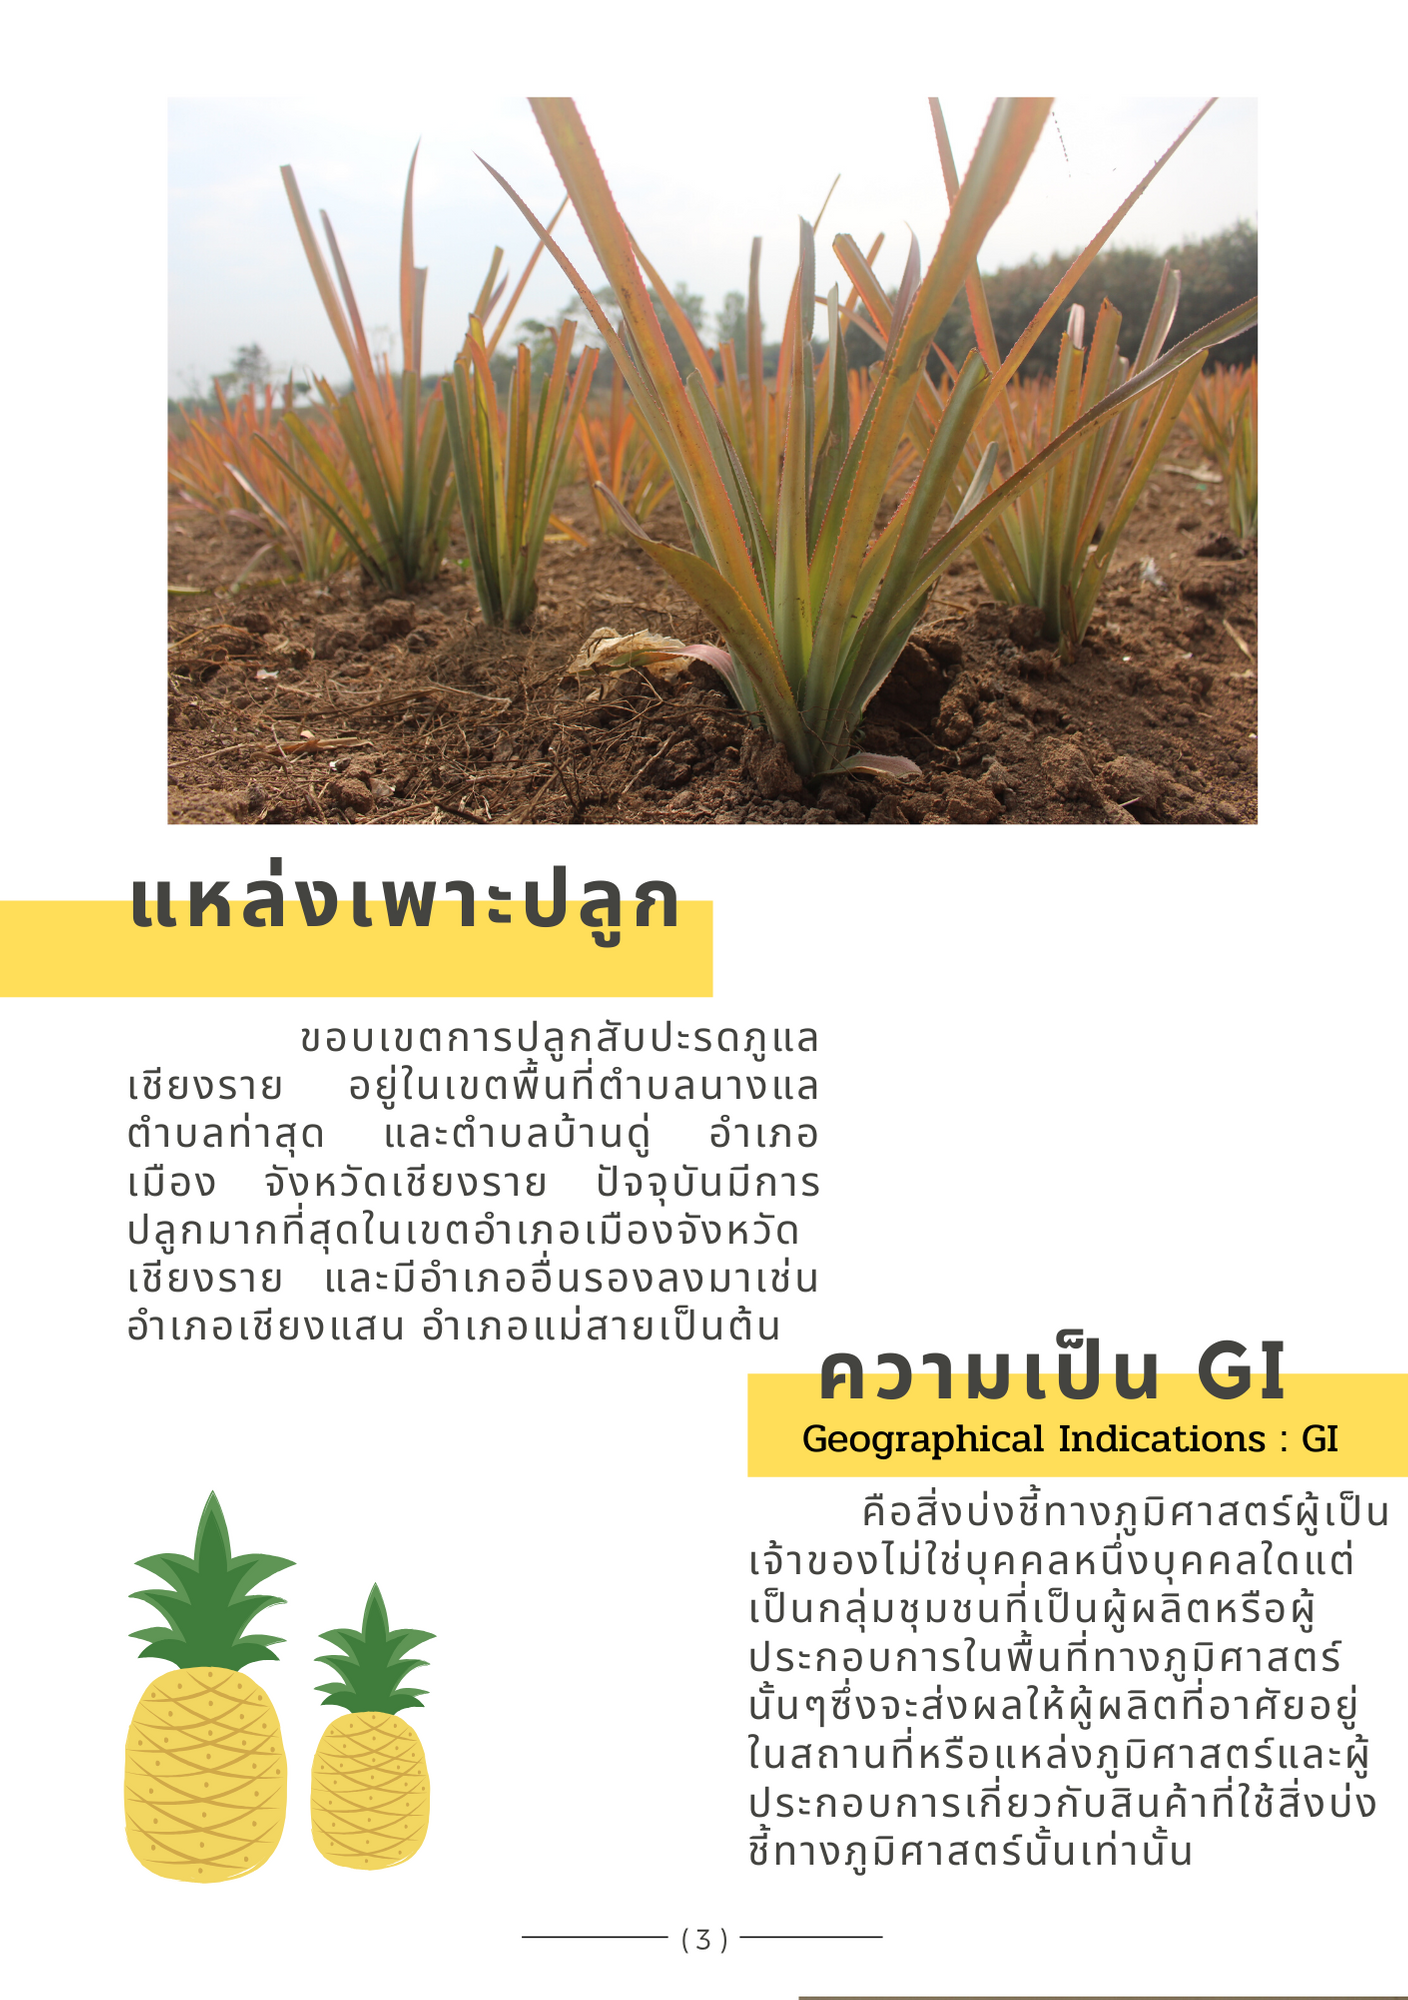 แหล่งเพาะปลูก
ขอบเขตการปลูกสับปะรดภูแล
เชียงราย อยู่ในเขตพื้นที่ตำบลนางแล
ตำบลท่าสุด และตำบลบ้านดู่ อำเภอ
เมือง จังหวัดเชียงราย ปัจจุบันมีการ
ปลูกมากที่สุดในเขตอำเภอเมืองจังหวัด
เชียงราย และมีอำเภออื่นรองลงมาเช่น
อำเภอเชียงแสน อำเภอแม่สายเป็นต้น
ความเป็น GI
Geographical Indications : GI
คือสิ่งบ่งชี้ทางภูมิศาสตร์ผู้เป็น
เจ้าของไม่ใช่บุคคลหนึ่งบุคคลใดแต่
เป็นกลุ่มชุมชนที่เป็นผู้ผลิตหรือผู้
ประกอบการในพื้นที่ทางภูมิศาสตร์
นั้นๆซึ่งจะส่งผลให้ผู้ผลิตที่อาศัยอยู่
ในสถานที่หรือแหล่งภูมิศาสตร์และผู้
ประกอบการเกี่ยวกับสินค้าที่ใช้สิ่งบ่ง
ชี้ทางภูมิศาสตร์นั้นเท่านั้น
( 3 )